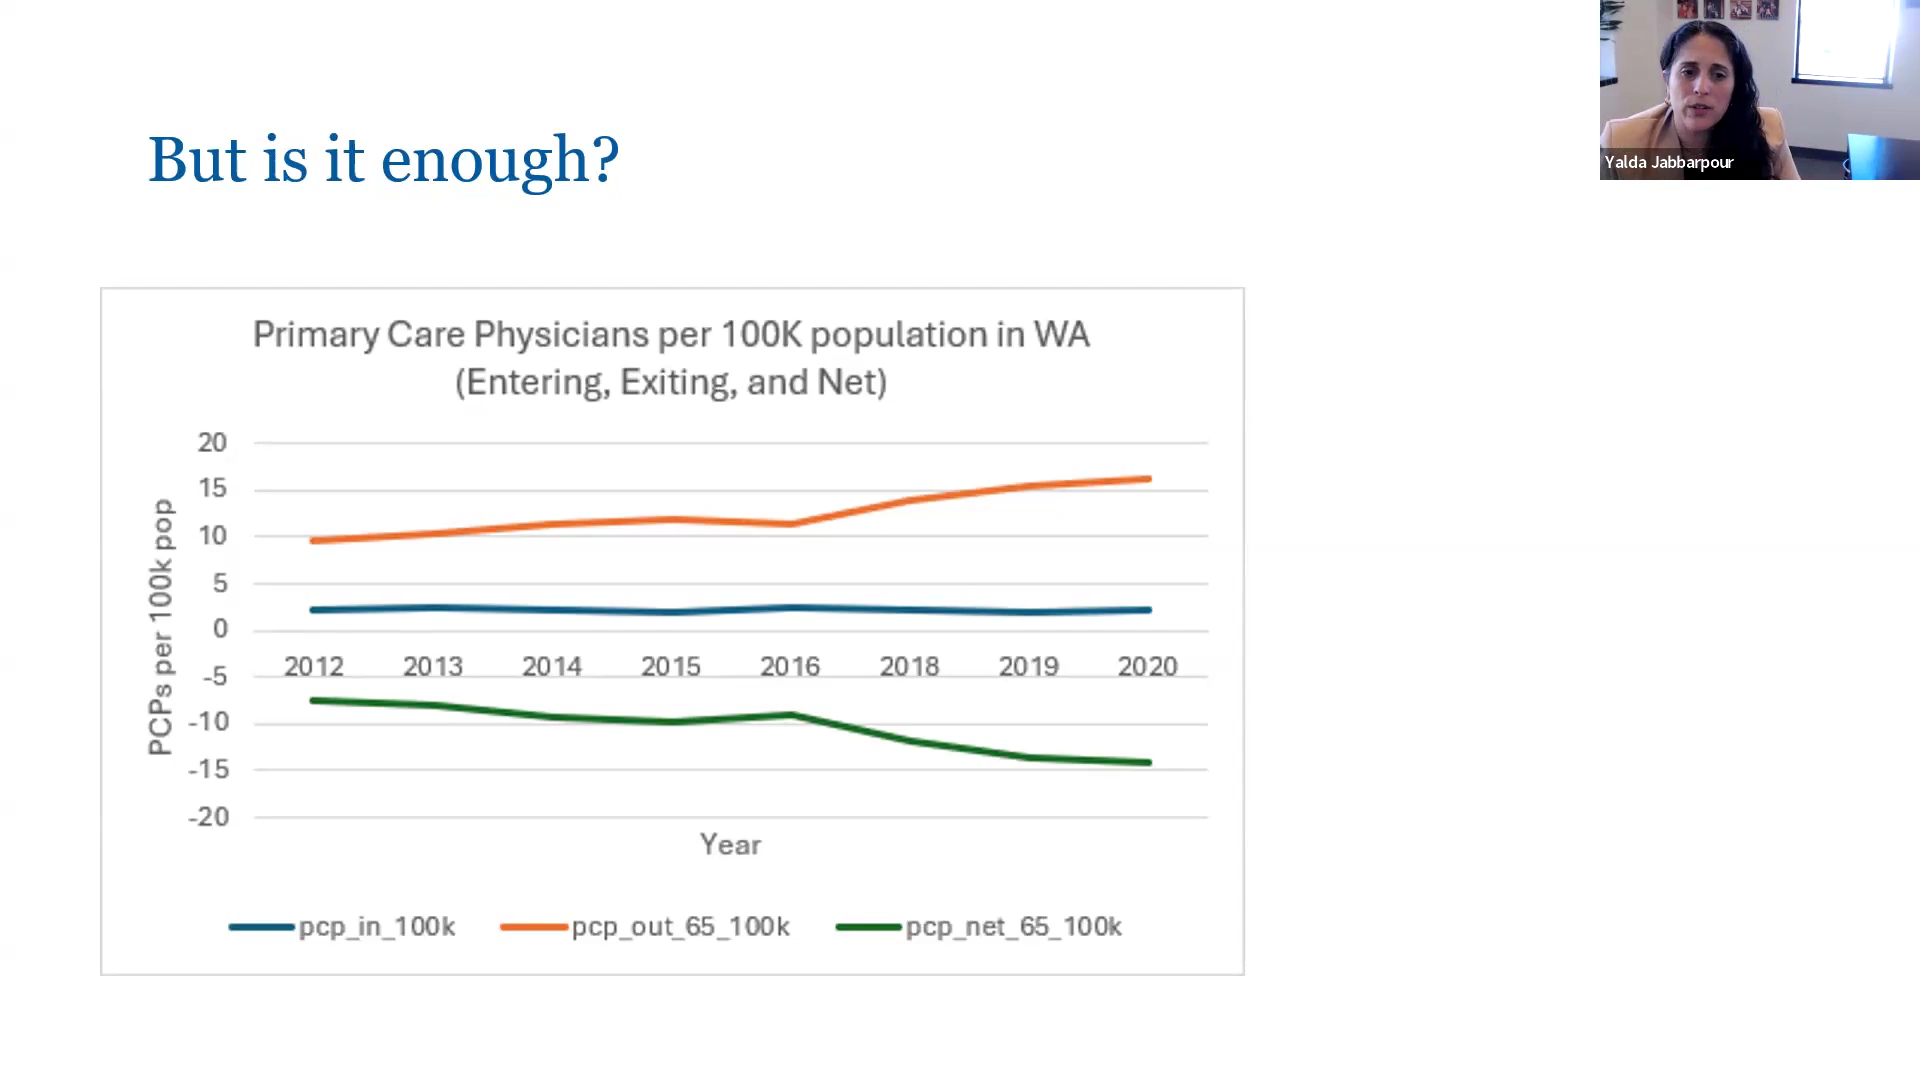 But is it enough?
Yalda Jabbarpour
Primary Care Physicians per 100K population in WA
(Entering, Exiting, and Net)
PCPs per 100k pop
20
15
10
5
0
-5
-10
-15
-20
2012 2013 2014 2015 2016 2018 2019 2020
Year
pcp_in_100k pcp_out_65_100k pcp_net_65_100k